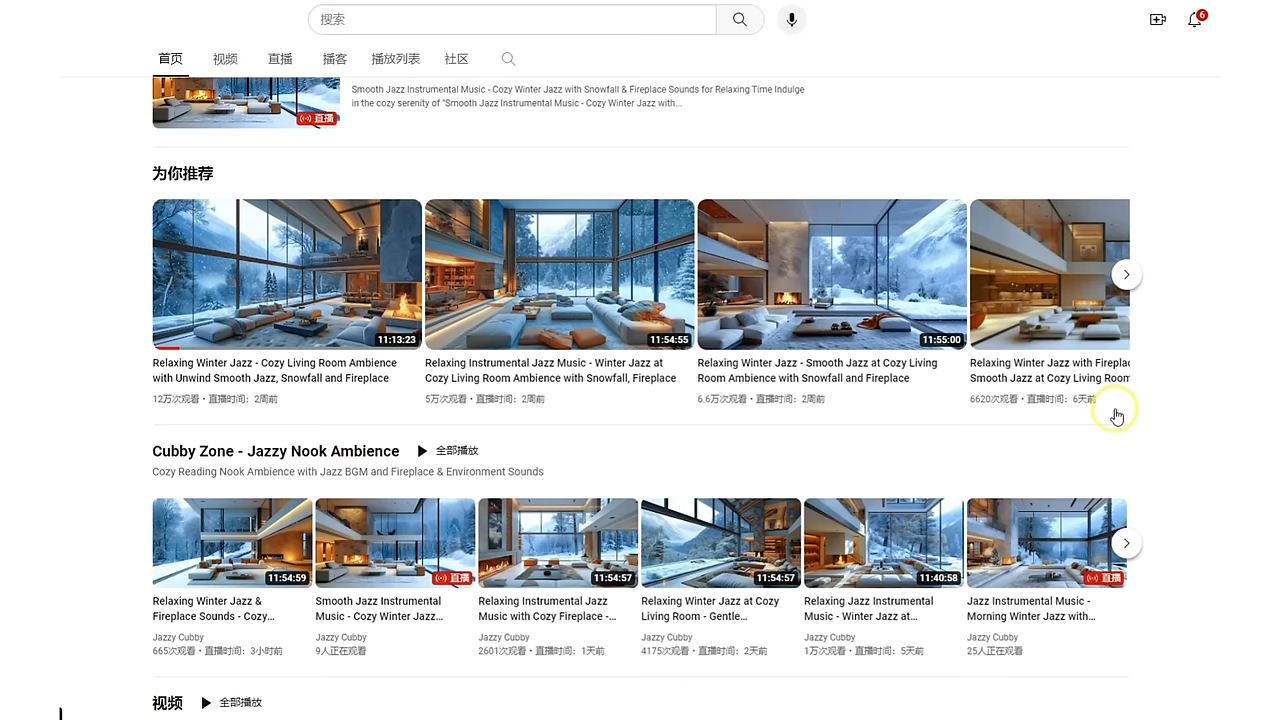 搜索
6
首页 视频 直播 播客 播放列表 社区
Smooth Jazz Instrumental Music - Cozy Winter Jazz with Snowfall & Fireplace Sounds for Relaxing Time Indulge
in the cozy serenity of "Smooth Jazz Instrumental Music - Cozy Winter Jazz with...
直播
为你推荐
11:13:23 11:54:55 11:55:00
Relaxing Winter Jazz - Cozy Living Room Ambience
with Unwind Smooth Jazz, Snowfall and Fireplace
12万次观看・直播时间：2周前
Relaxing Instrumental Jazz Music - Winter Jazz at
Cozy Living Room Ambience with Snowfall, Fireplace
5万次观看・直播时间：2周前
Relaxing Winter Jazz - Smooth Jazz at Cozy Living
Room Ambience with Snowfall and Fireplace
6.6万次观看・直播时间：2周前
Relaxing Winter Jazz with Fireplac
Smooth Jazz at Cozy Living Room
6620次观看・直播时间：6天前
Cubby Zone - Jazzy Nook Ambience 全部播放
Cozy Reading Nook Ambience with Jazz BGM and Fireplace & Environment Sounds
11:54:59 直播 11:54:57 11:54:57 11:40:58 直播
Relaxing Winter Jazz &
Fireplace Sounds - Cozy...
Jazzy Cubby
665次观看・直播时间：3小时前
Smooth Jazz Instrumental
Music - Cozy Winter Jazz...
Jazzy Cubby
9人正在观看
Relaxing Instrumental Jazz
Music with Cozy Fireplace -...
Jazzy Cubby
2601次观看・直播时间：1天前
Relaxing Winter Jazz at Cozy
Living Room - Gentle...
Jazzy Cubby
4175次观看・直播时间：2天前
Relaxing Jazz Instrumental
Music - Winter Jazz at...
Jazzy Cubby
1万次观看・直播时间：5天前
Jazz Instrumental Music -
Morning Winter Jazz with...
Jazzy Cubby
25人正在观看
视频 全部播放